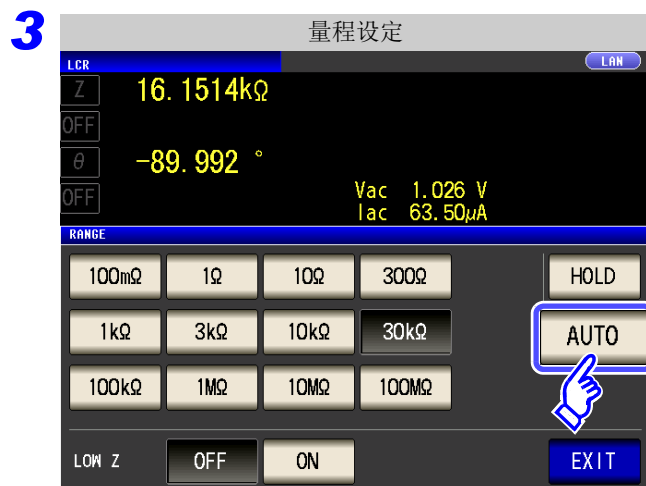 3
量程设定
LCR
LAN
Z 16.1514kΩ
OFF
θ -89.992 °
OFF
Vac 1.026 V
Iac 63.50μA
RANGE
100mΩ 1Ω 10Ω 300Ω HOLD
1kΩ 3kΩ 10kΩ 30kΩ AUTO
100kΩ 1MΩ 10MΩ 100MΩ
LOW Z OFF ON EXIT